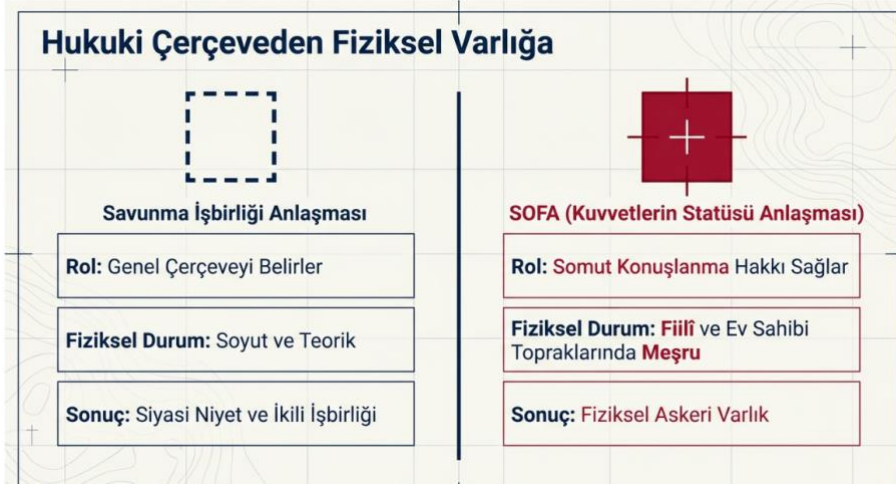 Hukuki Çerçeveden Fiziksel Varlığa
Savunma İşbirliği Anlaşması
Rol: Genel Çerçeveyi Belirler
Fiziksel Durum: Soyut ve Teorik
Sonuç: Siyasi Niyet ve İkili İşbirliği
SOFA (Kuvvetlerin Statüsü Anlaşması)
Rol: Somut Konuşlanma Hakkı Sağlar
Fiziksel Durum: Fiilî ve Ev Sahibi
Topraklarında Meşru
Sonuç: Fiziksel Askeri Varlık